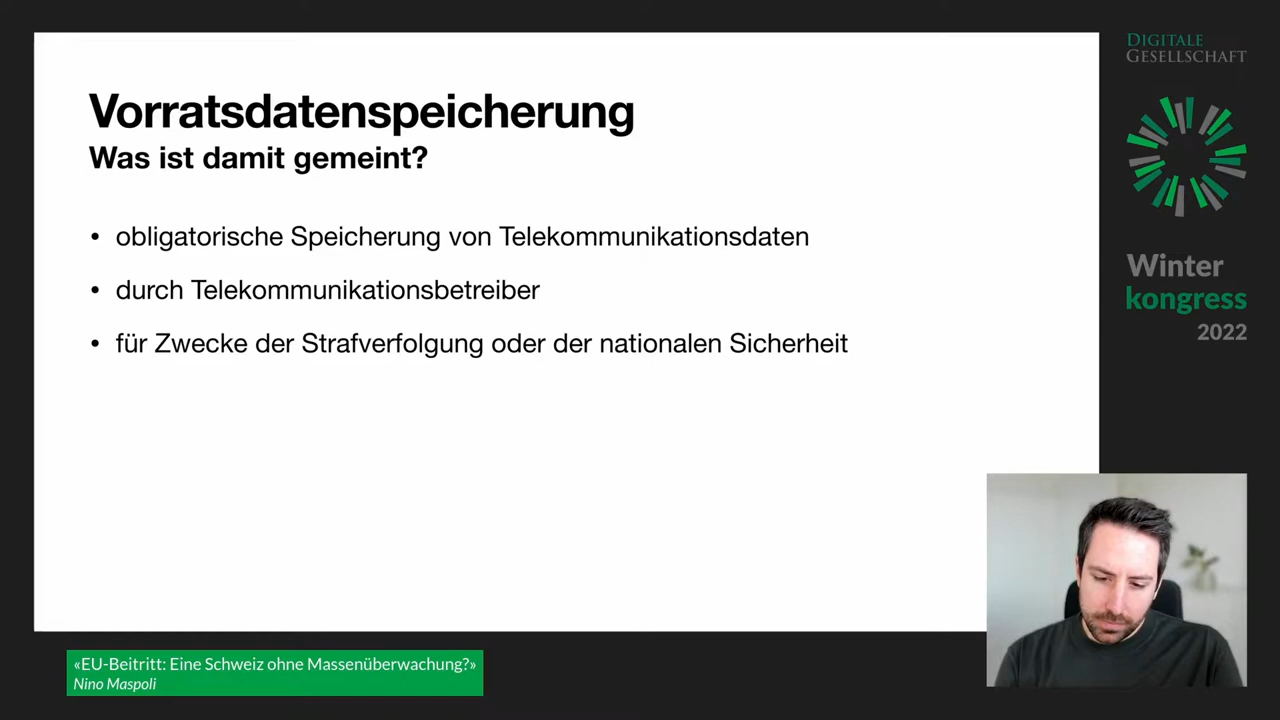 Vorratsdatenspeicherung
Was ist damit gemeint?
• obligatorische Speicherung von Telekommunikationsdaten
• durch Telekommunikationsbetreiber
• für Zwecke der Strafverfolgung oder der nationalen Sicherheit
DIGITALE
GESELLSCHAFT
Winter
kongress
2022
«EU-Beitritt: Eine Schweiz ohne Massenüberwachung?»
Nino Maspoli